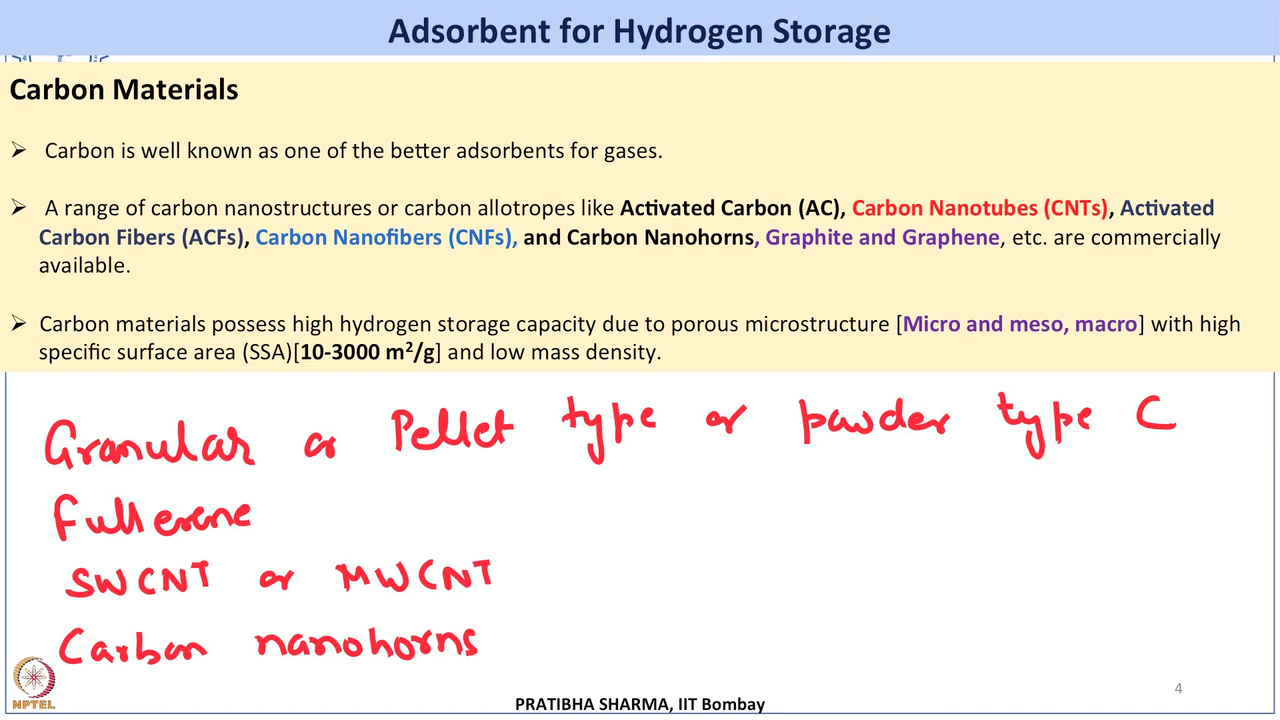 Adsorbent for Hydrogen Storage
Carbon Materials
➢ Carbon is well known as one of the better adsorbents for gases.
➢ A range of carbon nanostructures or carbon allotropes like Activated Carbon (AC), Carbon Nanotubes (CNTs), Activated
Carbon Fibers (ACFs), Carbon Nanofibers (CNFs), and Carbon Nanohorns, Graphite and Graphene, etc. are commercially
available.
➢ Carbon materials possess high hydrogen storage capacity due to porous microstructure [Micro and meso, macro] with high
specific surface area (SSA)[10-3000 m²/g] and low mass density.
Granular or Pellet type or powder type C
Fullerene
SWCNT or MWCNT
Carbon nanohorns
NPTEL
PRATIBHA SHARMA, IIT Bombay
4